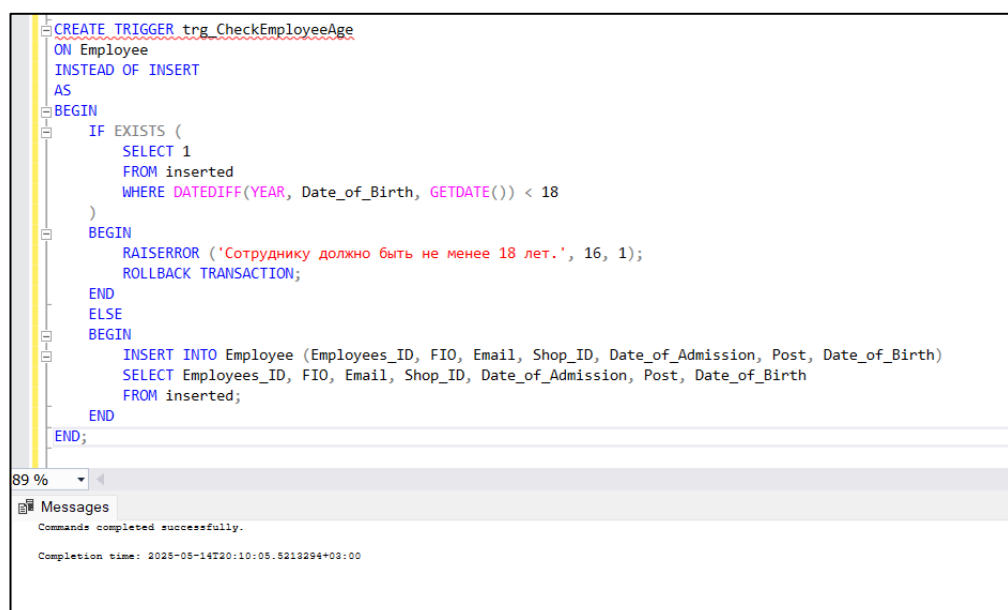 CREATE TRIGGER trg_CheckEmployeeAge
ON Employee
INSTEAD OF INSERT
AS
BEGIN
    IF EXISTS (
        SELECT 1
        FROM inserted
        WHERE DATEDIFF(YEAR, Date_of_Birth, GETDATE()) < 18
    )
    BEGIN
        RAISERROR ('Сотруднику должно быть не менее 18 лет.', 16, 1);
        ROLLBACK TRANSACTION;
    END
    ELSE
    BEGIN
        INSERT INTO Employee (Employees_ID, FIO, Email, Shop_ID, Date_of_Admission, Post, Date_of_Birth)
        SELECT Employees_ID, FIO, Email, Shop_ID, Date_of_Admission, Post, Date_of_Birth
        FROM inserted;
    END
END;
89 %
Messages
Commands completed successfully.
Completion time: 2025-05-14T20:10:05.5213294+03:00